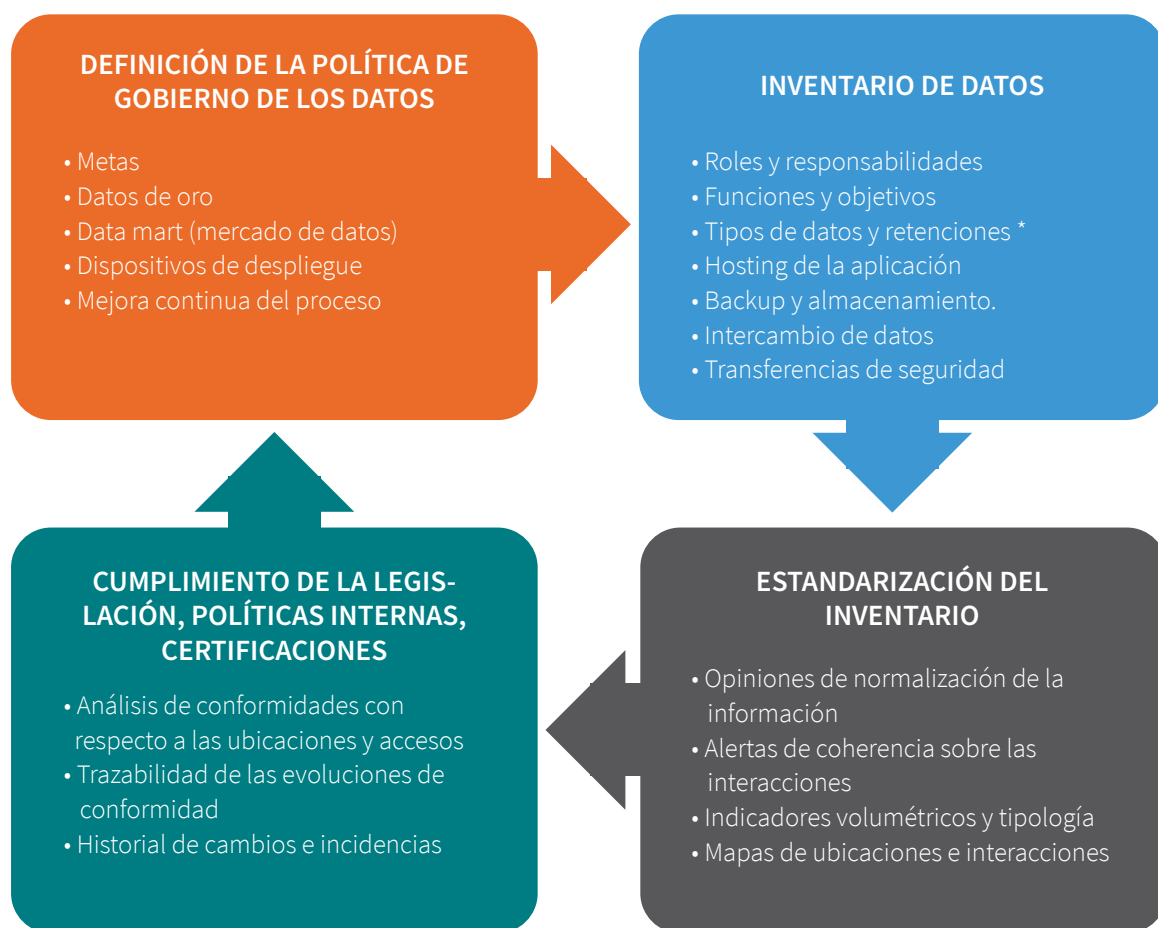 DEFINICIÓN DE LA POLÍTICA DE
GOBIERNO DE LOS DATOS
• Metas
• Datos de oro
• Data mart (mercado de datos)
• Dispositivos de despliegue
• Mejora continua del proceso
INVENTARIO DE DATOS
• Roles y responsabilidades
• Funciones y objetivos
• Tipos de datos y retenciones *
• Hosting de la aplicación
• Backup y almacenamiento.
• Intercambio de datos
• Transferencias de seguridad
CUMPLIMIENTO DE LA LEGIS-
LACIÓN, POLÍTICAS INTERNAS,
CERTIFICACIONES
• Análisis de conformidades con
respecto a las ubicaciones y accesos
• Trazabilidad de las evoluciones de
conformidad
• Historial de cambios e incidencias
ESTANDARIZACIÓN DEL
INVENTARIO
• Opiniones de normalización de la
información
• Alertas de coherencia sobre las
interacciones
• Indicadores volumétricos y tipología
• Mapas de ubicaciones e interacciones